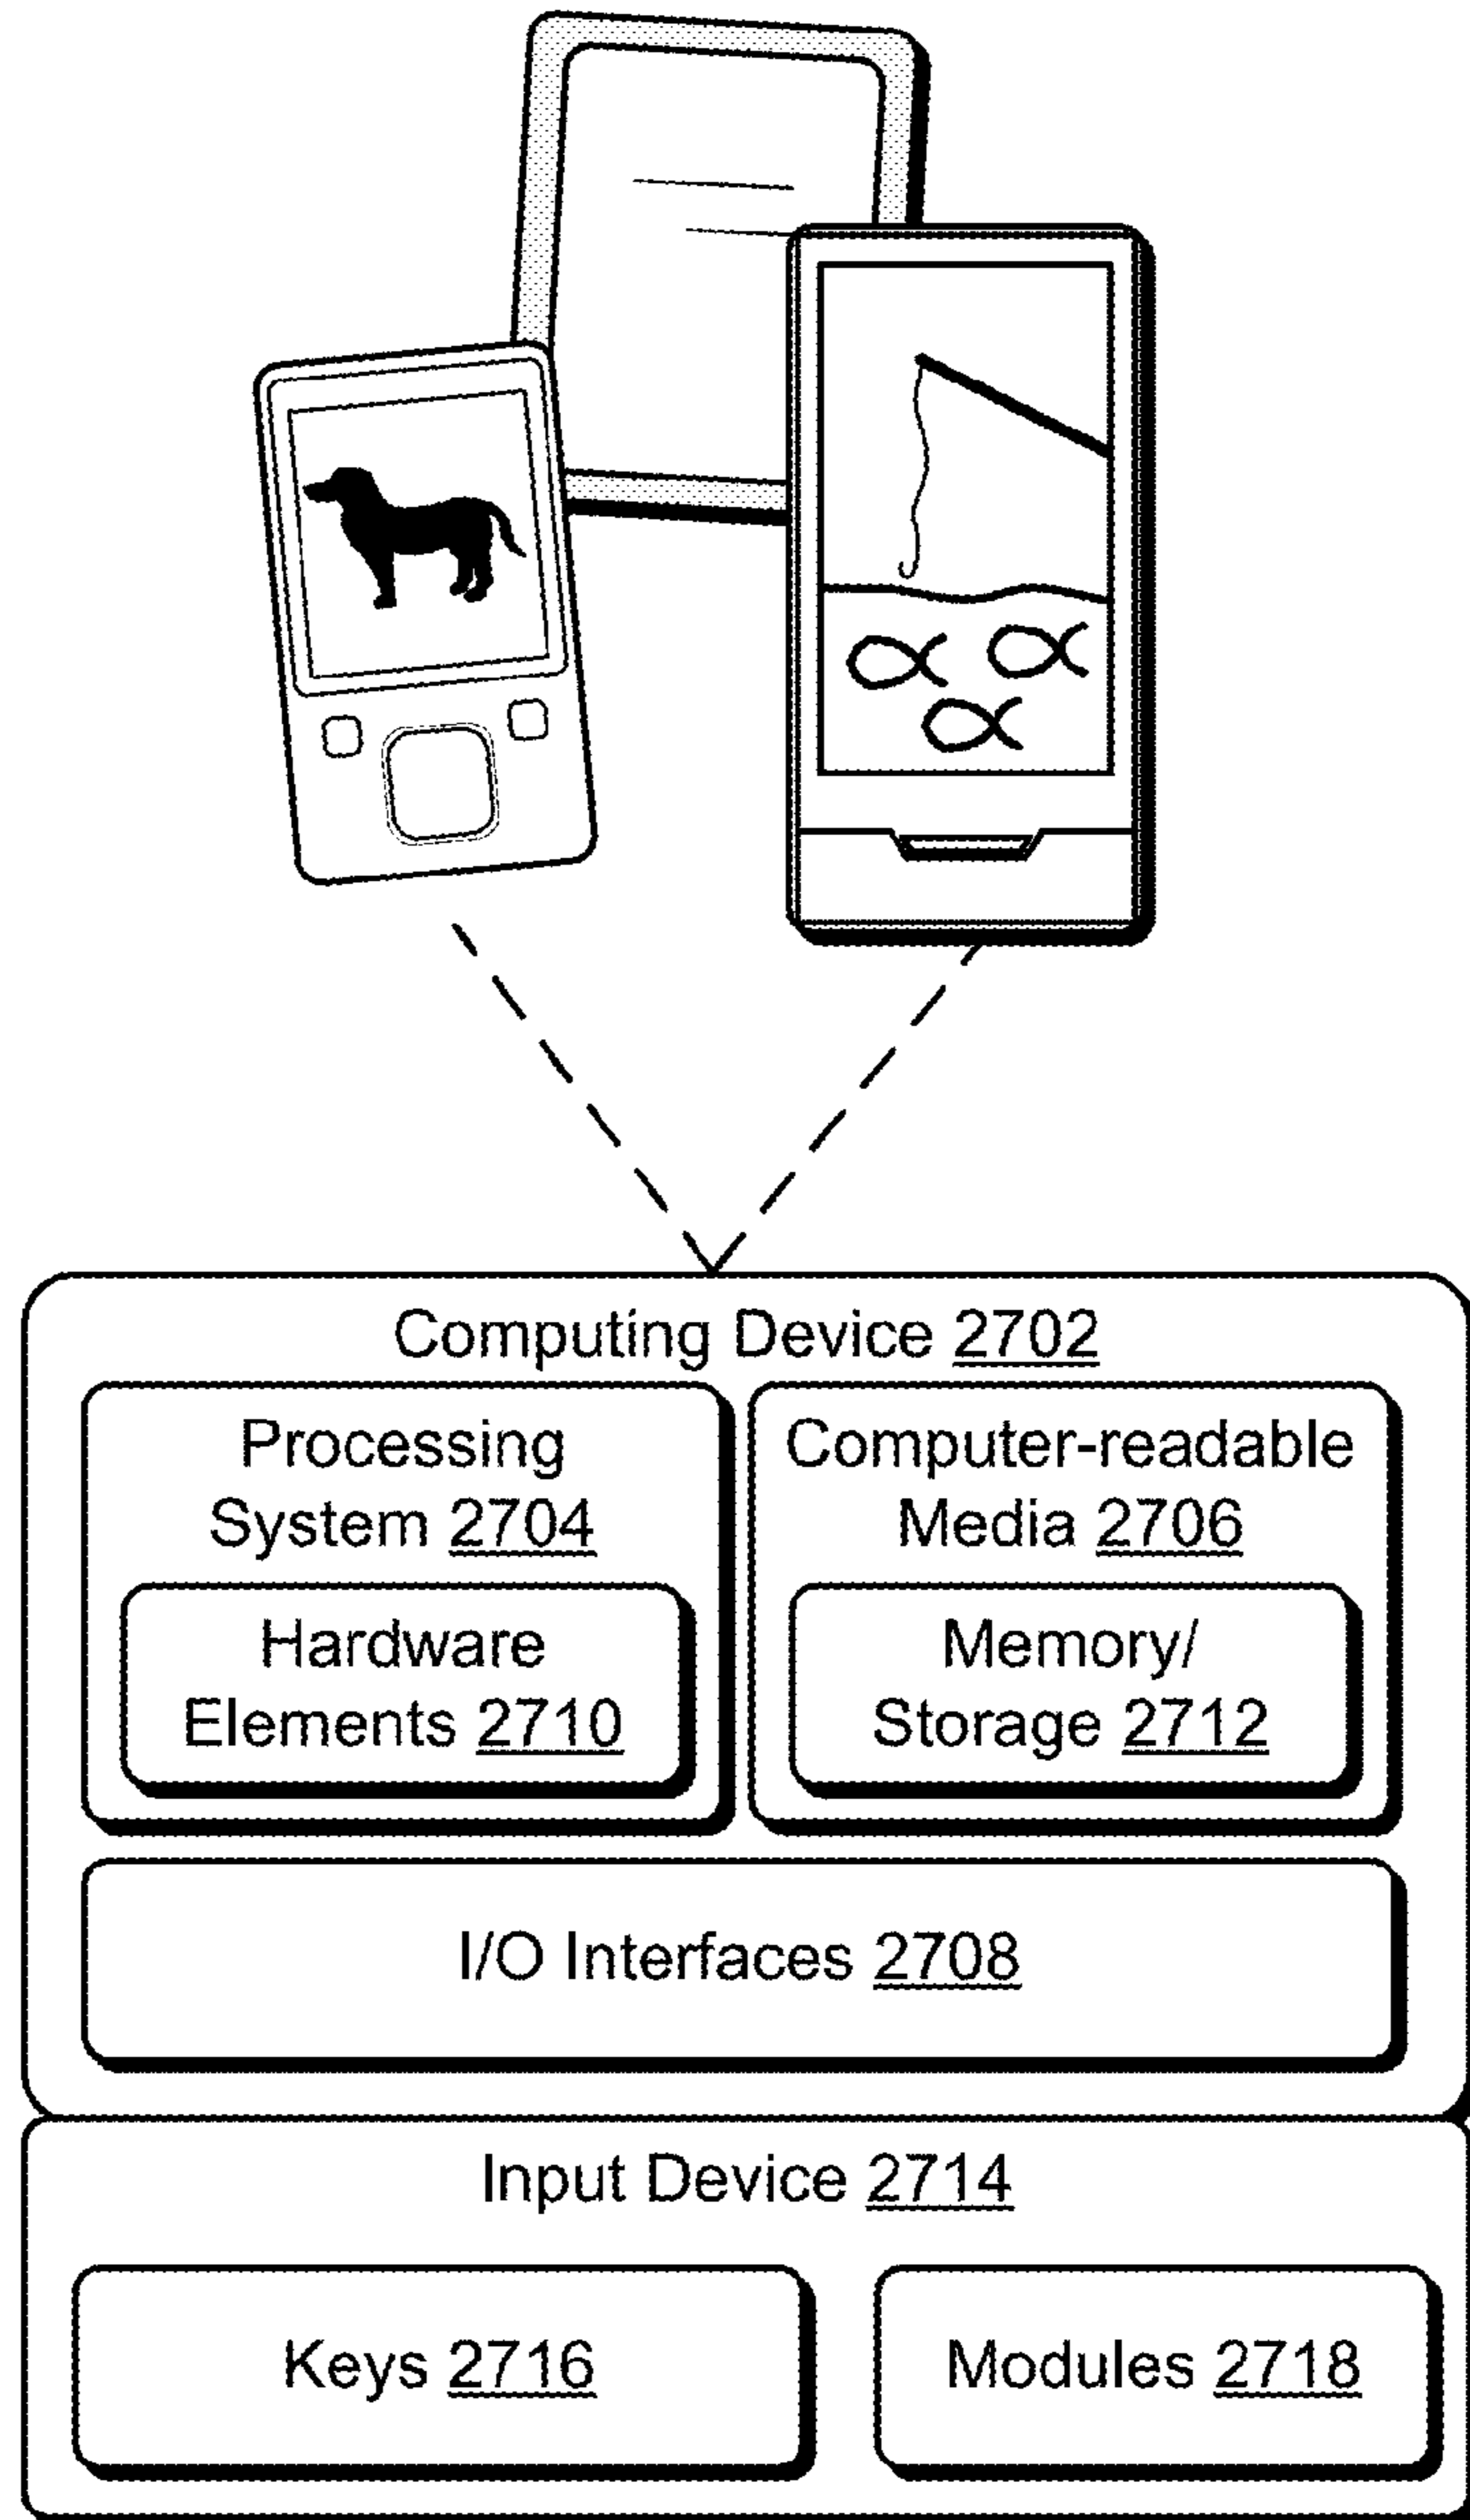 Computing Device 2702
Processing
System 2704
Hardware
Elements 2710
Computer-readable
Media 2706
Memory/
Storage 2712
I/O Interfaces 2708
Input Device 2714
Keys 2716
Modules 2718